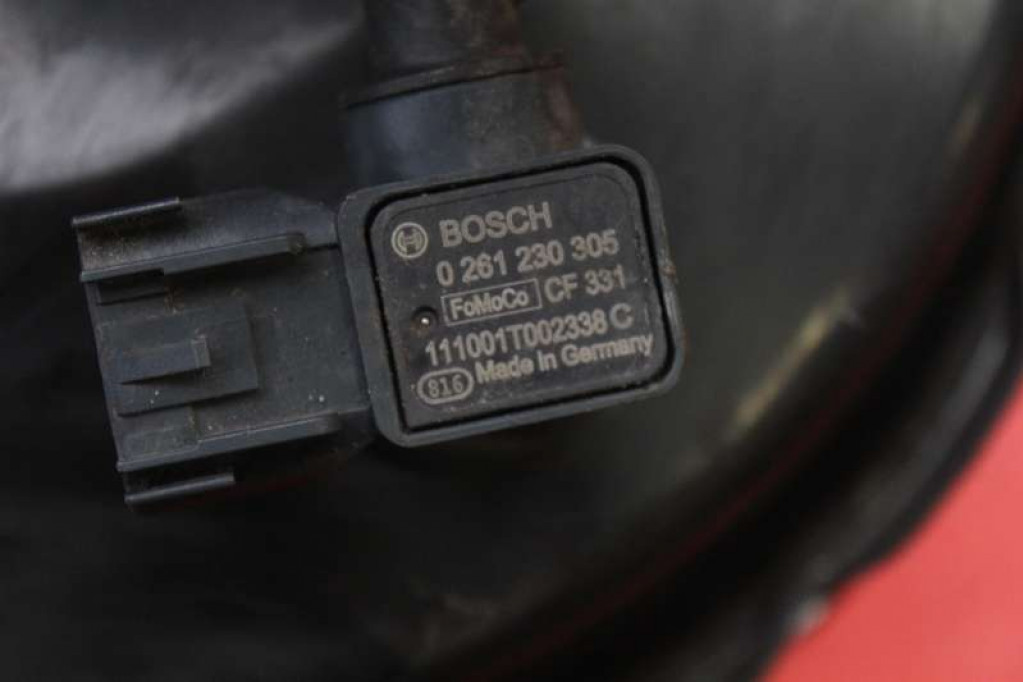 BOSCH
0 261 230 305
FoMoCo CF 331
111001T002338 C
816 Made in Germany